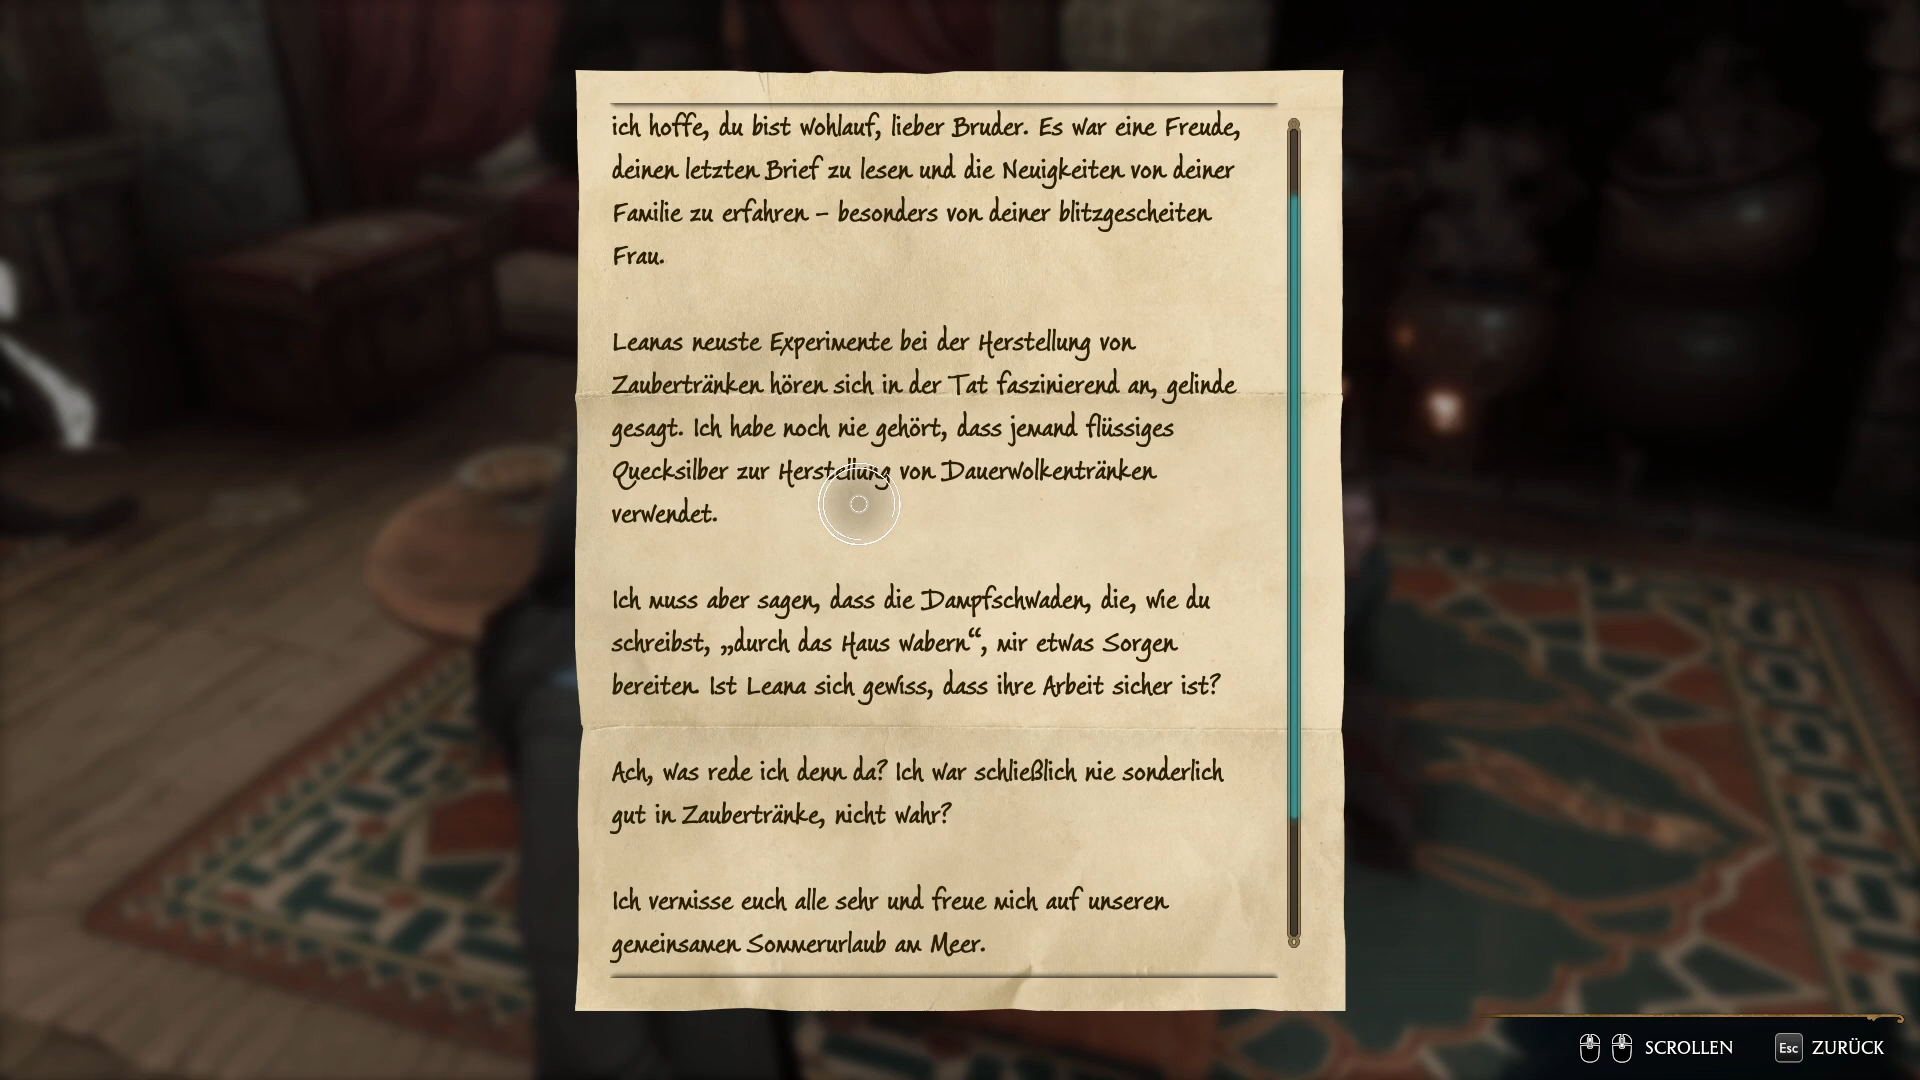 ich hoffe, du bist wohlauf, lieber Bruder. Es war eine Freude,
deinen letzten Brief zu lesen und die Neuigkeiten von deiner
Familie zu erfahren – besonders von deiner blitzgescheiten
Frau.
Leanas neuste Experimente bei der Herstellung von
Zaubertränken hören sich in der Tat faszinierend an, gelinde
gesagt. Ich habe noch nie gehört, dass jemand flüssiges
Quecksilber zur Herstellung von Dauerwolkentränken
verwendet.
Ich muss aber sagen, dass die Dampfschwaden, die, wie du
schreibst, „durch das Haus wabern“, mir etwas Sorgen
bereiten. Ist Leana sich gewiss, dass ihre Arbeit sicher ist?
Ach, was rede ich denn da? Ich war schließlich nie sonderlich
gut in Zaubertränke, nicht wahr?
Ich vermisse euch alle sehr und freue mich auf unseren
gemeinsamen Sommerurlaub am Meer.
SCROLLEN
Esc ZURÜCK